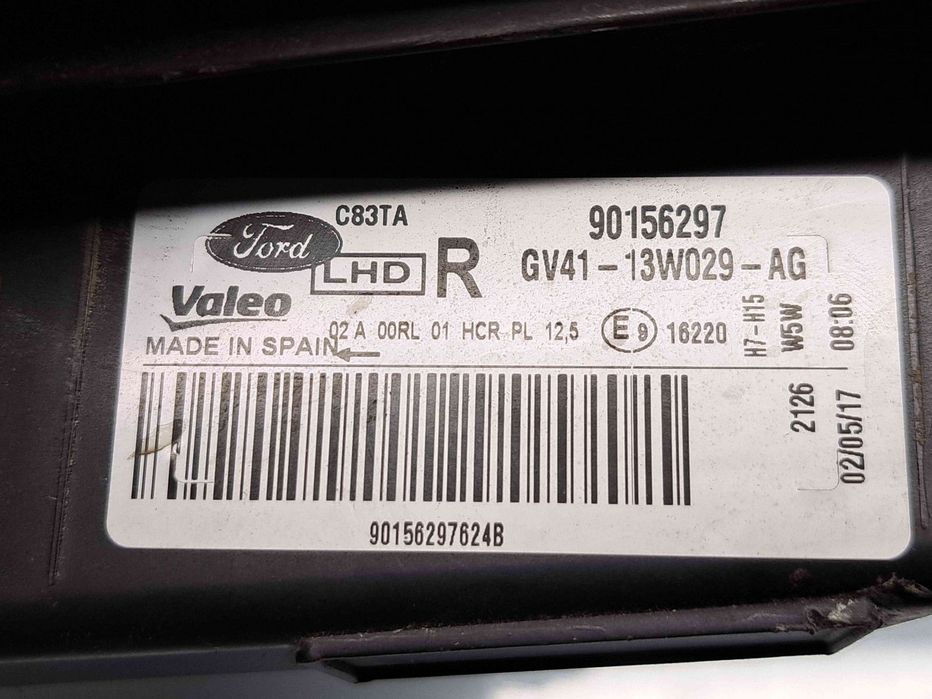 C83TA
90156297
Ford
LHD
R
GV41-13W029-AG
Valeo
02 A 00RL 01 HCR PL 12,5
E 9
16220
MADE IN SPAIN
H7-H15
W5W
08:06
2126
02/05/17
90156297624B